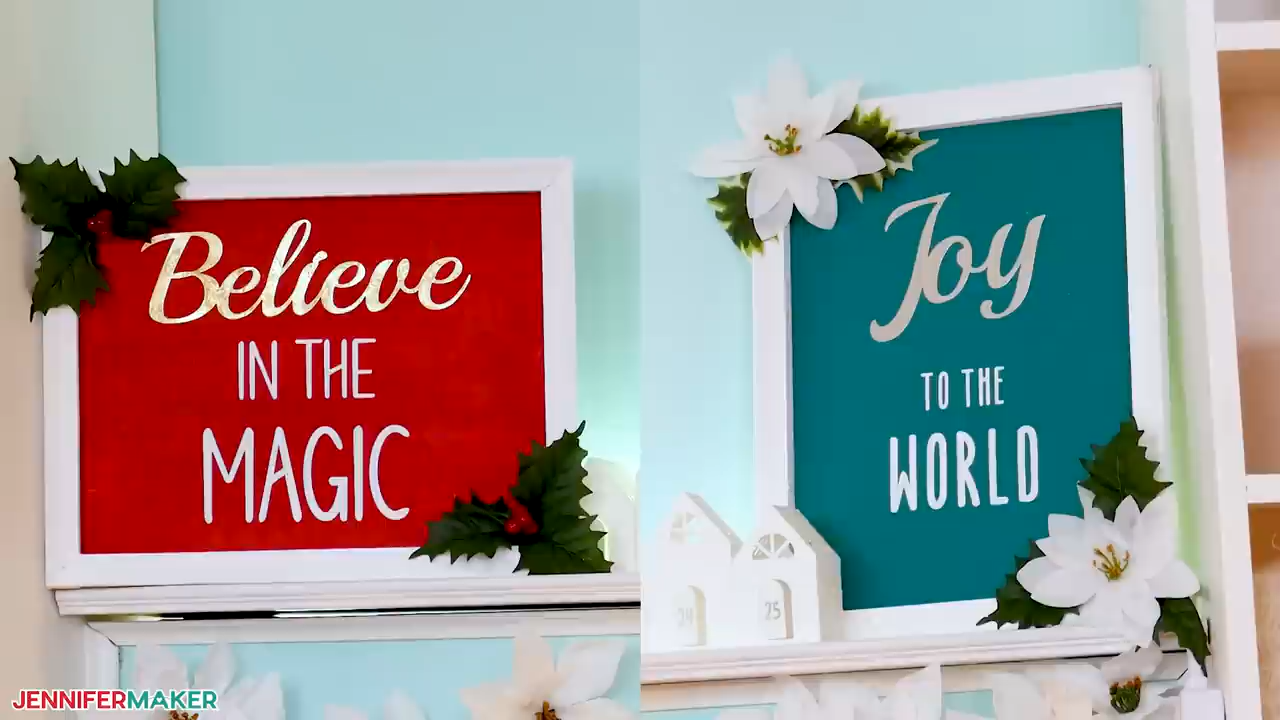 Believe
IN THE
MAGIC
Joy
TO THE
WORLD
24
25
JENNIFERMAKER